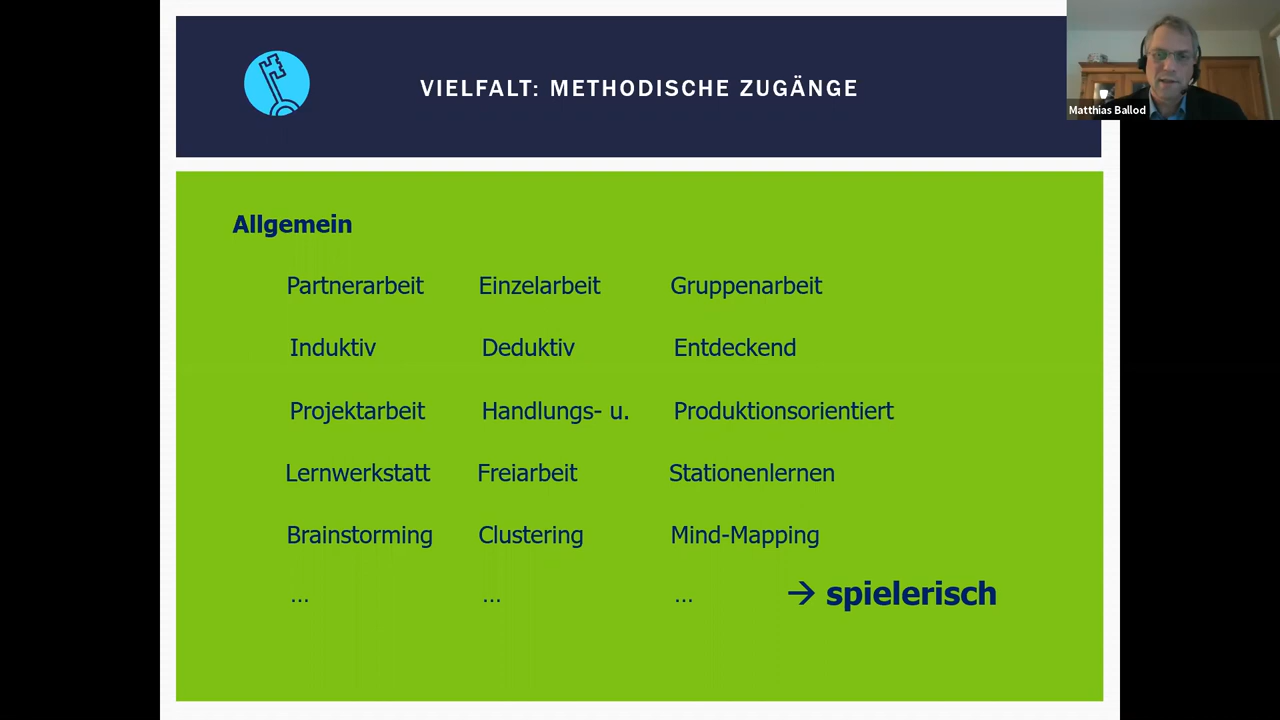 VIELFALT: METHODISCHE ZUGÄNGE
Matthias Ballod
Allgemein
Partnerarbeit Einzelarbeit Gruppenarbeit
Induktiv Deduktiv Entdeckend
Projektarbeit Handlungs- u. Produktionsorientiert
Lernwerkstatt Freiarbeit Stationenlernen
Brainstorming Clustering Mind-Mapping
... ... ... → spielerisch